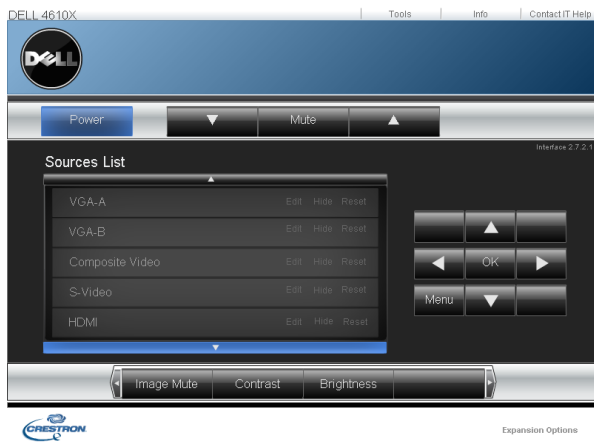 DELL 4610X Tools Info Contact IT Help
DELL
Power Mute
Interface 2.7.2.1
Sources List
VGA-A Edit Hide Reset
VGA-B Edit Hide Reset
Composite Video Edit Hide Reset
OK
S-Video Edit Hide Reset
Menu
HDMI Edit Hide Reset
Image Mute Contrast Brightness
CRESTRON Expansion Options